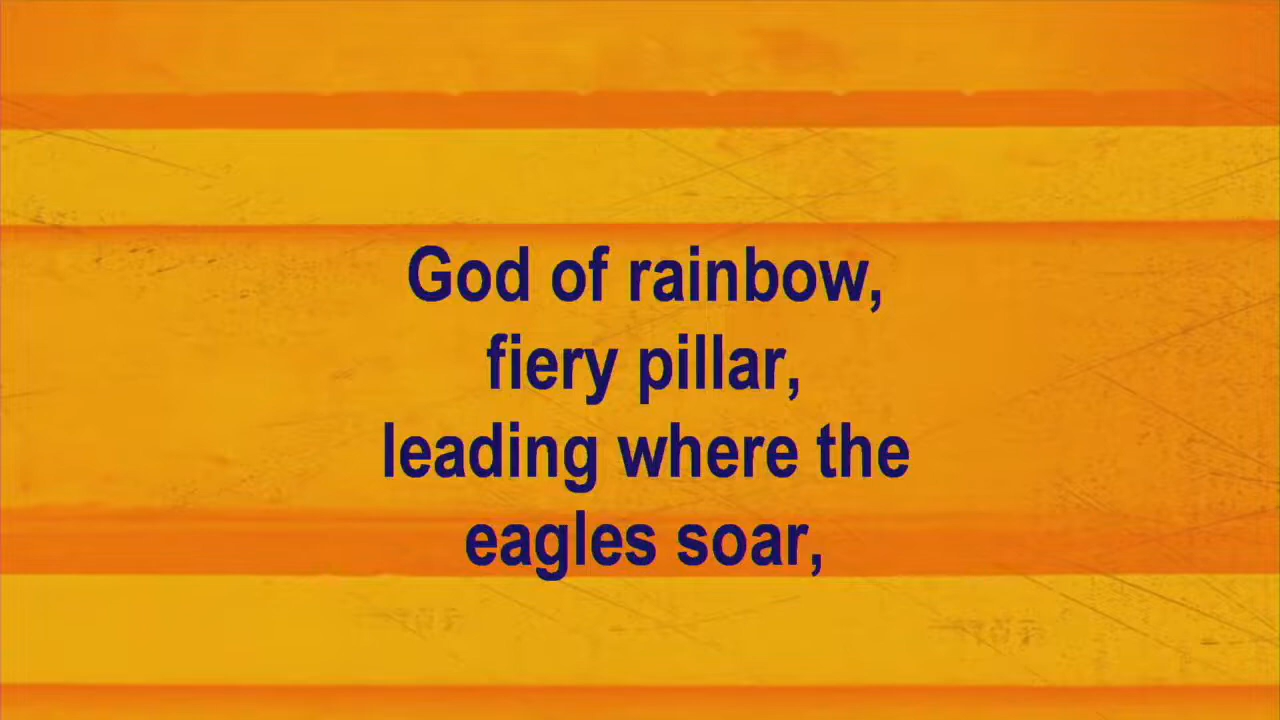 God of rainbow,
fiery pillar,
leading where the
eagles soar,